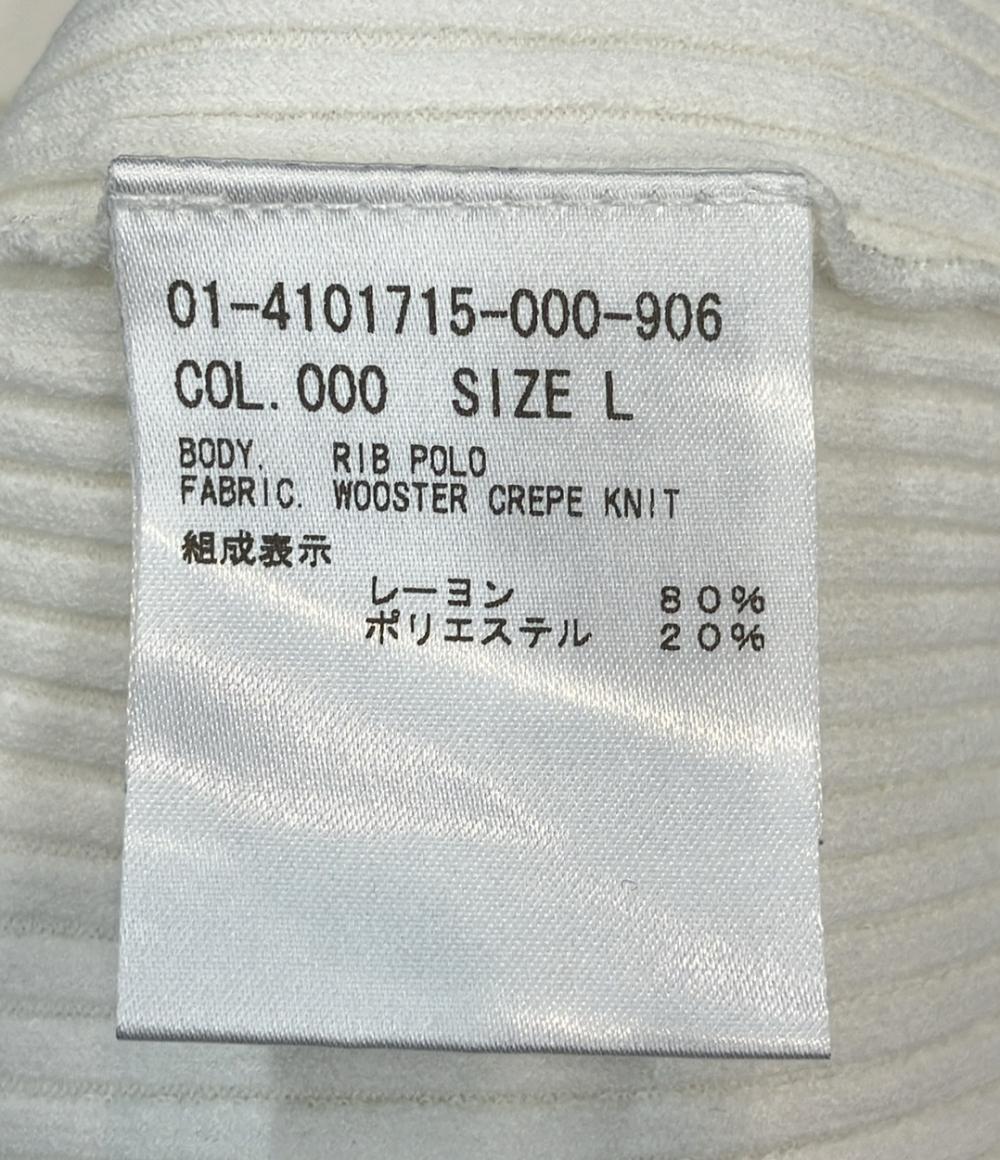 01-4101715-000-906
COL. 000 SIZE L
BODY. RIB POLO
FABRIC. WOOSTER CREPE KNIT
組成表示
レーヨン 80%
ポリエステル 20%